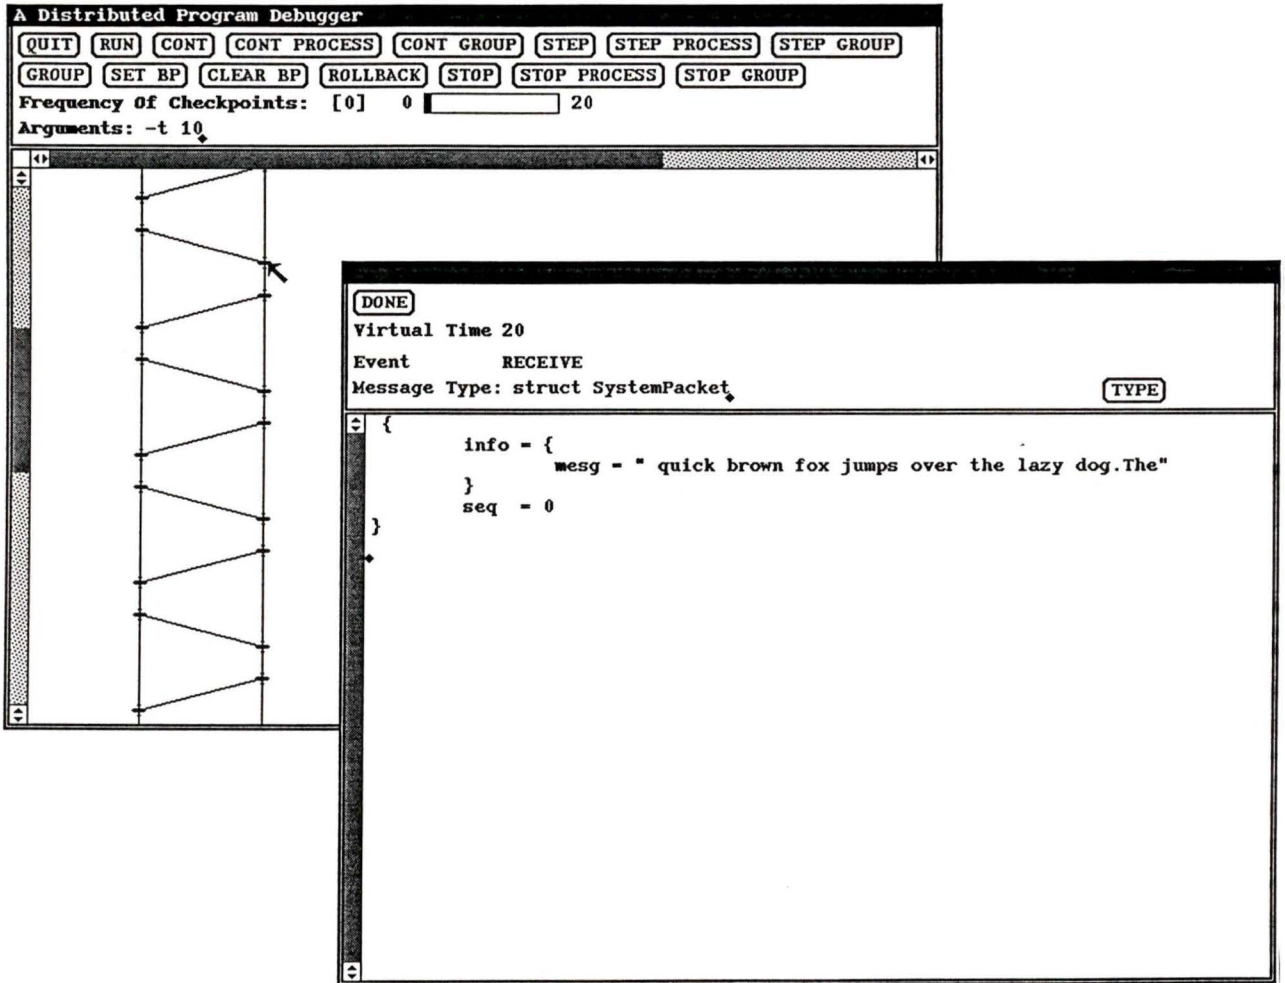 A Distributed Program Debugger
QUIT RUN CONT CONT PROCESS CONT GROUP STEP STEP PROCESS STEP GROUP
GROUP SET BP CLEAR BP ROLLBACK STOP STOP PROCESS STOP GROUP
Frequency Of Checkpoints: [0] 0 20
Arguments: -t 10
DONE
Virtual Time 20
Event RECEIVE
Message Type: struct SystemPacket
TYPE
{
info = {
mesg = " quick brown fox jumps over the lazy dog.The"
}
seq = 0
}